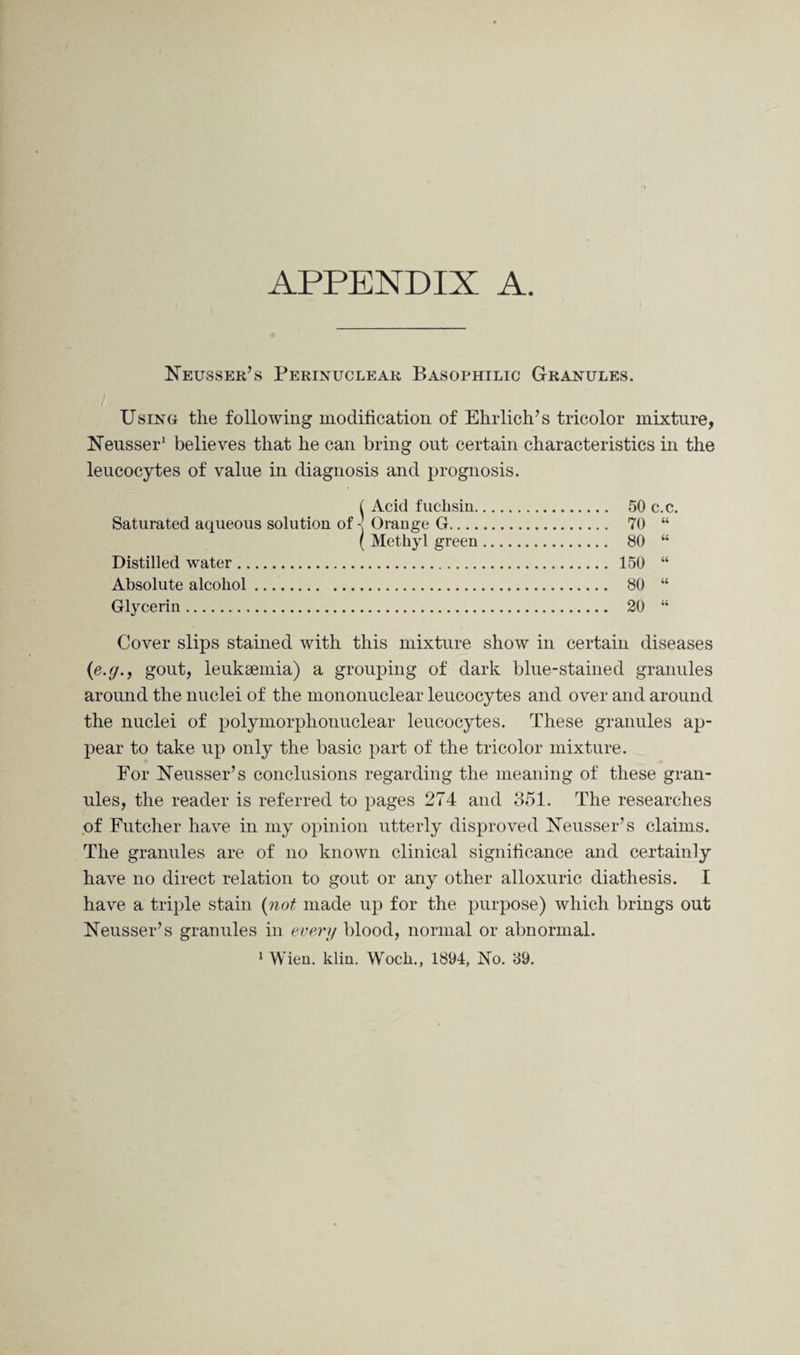 APPENDIX A.
Neusser's Perinuclear Basophilic Granules.
Using the following modification of Ehrlich's tricolor mixture,
Neusser¹ believes that he can bring out certain characteristics in the
leucocytes of value in diagnosis and prognosis.
Saturated aqueous solution of { Acid fuchsin.................. 50 c.c.
Orange G..................... 70 “
Methyl green................ 80 “
Distilled water............................................ 150 “
Absolute alcohol.......................................... 80 “
Glycerin.................................................. 20 “
Cover slips stained with this mixture show in certain diseases
(e.g., gout, leukæmia) a grouping of dark blue-stained granules
around the nuclei of the mononuclear leucocytes and over and around
the nuclei of polymorphonuclear leucocytes. These granules ap-
pear to take up only the basic part of the tricolor mixture.
For Neusser's conclusions regarding the meaning of these gran-
ules, the reader is referred to pages 274 and 351. The researches
of Futcher have in my opinion utterly disproved Neusser's claims.
The granules are of no known clinical significance and certainly
have no direct relation to gout or any other alloxuric diathesis. I
have a triple stain (not made up for the purpose) which brings out
Neusser's granules in every blood, normal or abnormal.
¹ Wien. klin. Woch., 1894, No. 39.